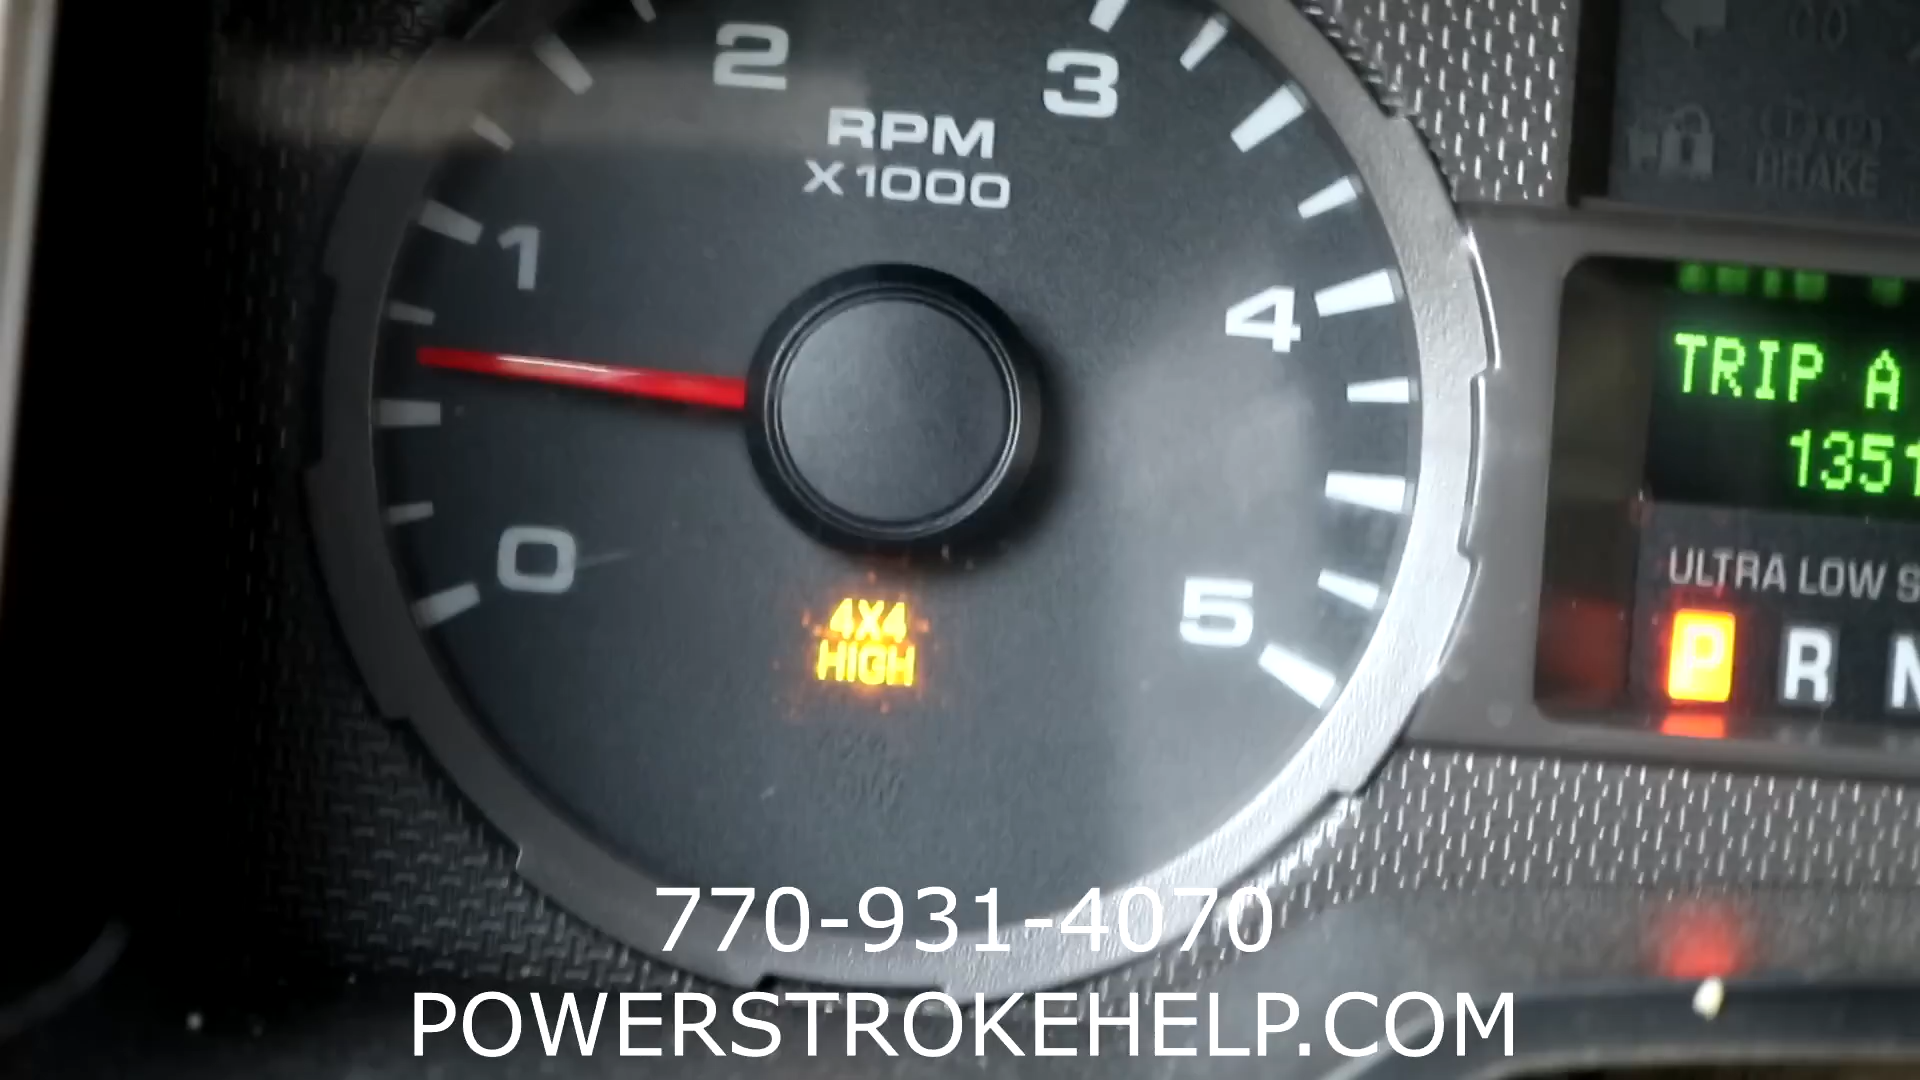 2
3
RPM
X1000
BRAKE
1
4
TRIP A
1351
0
ULTRA LOW S
4X4
HIGH
5
P R N
770-931-4070
POWERSTROKEHELP.COM